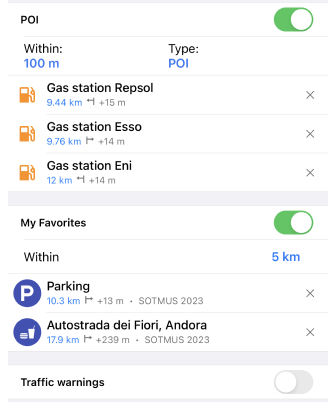 POI
Within:
Type:
100 m
POI
Gas station Repsol
9.44 km +15 m
Gas station Esso
9.76 km +14 m
Gas station Eni
12 km +14 m
My Favorites
Within
5 km
Parking
10.3 km +13 m • SOTMUS 2023
Autostrada dei Fiori, Andora
17.9 km +239 m • SOTMUS 2023
Traffic warnings